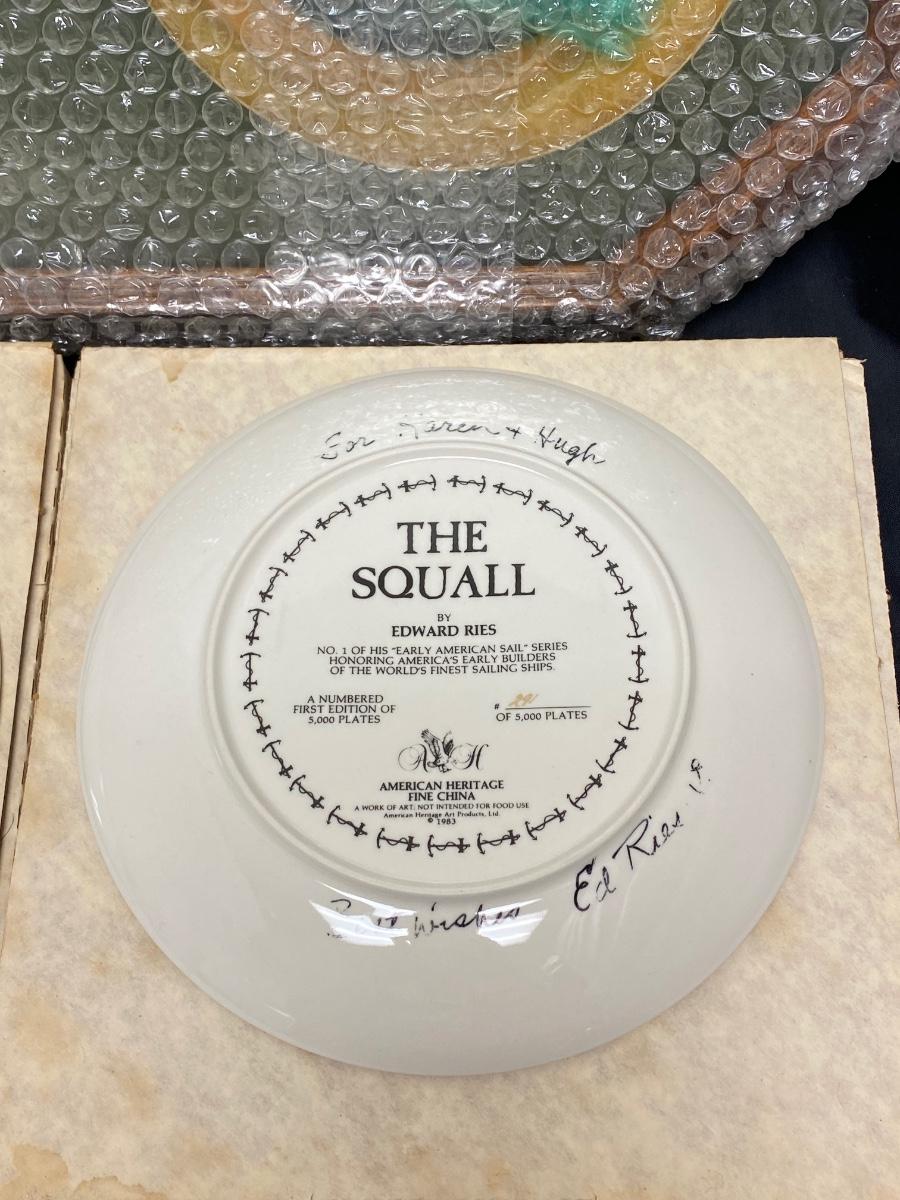 For Karen + Hugh
THE
SQUALL
BY
EDWARD RIES
NO. 1 OF HIS "EARLY AMERICAN SAIL" SERIES
HONORING AMERICA'S EARLY BUILDERS
OF THE WORLD'S FINEST SAILING SHIPS.
A NUMBERED
FIRST EDITION OF
5,000 PLATES
# 291
OF 5,000 PLATES
A H
AMERICAN HERITAGE
FINE CHINA
A WORK OF ART: NOT INTENDED FOR FOOD USE
American Heritage Art Products, Ltd.
© 1983
Best Wishes
Ed Ries